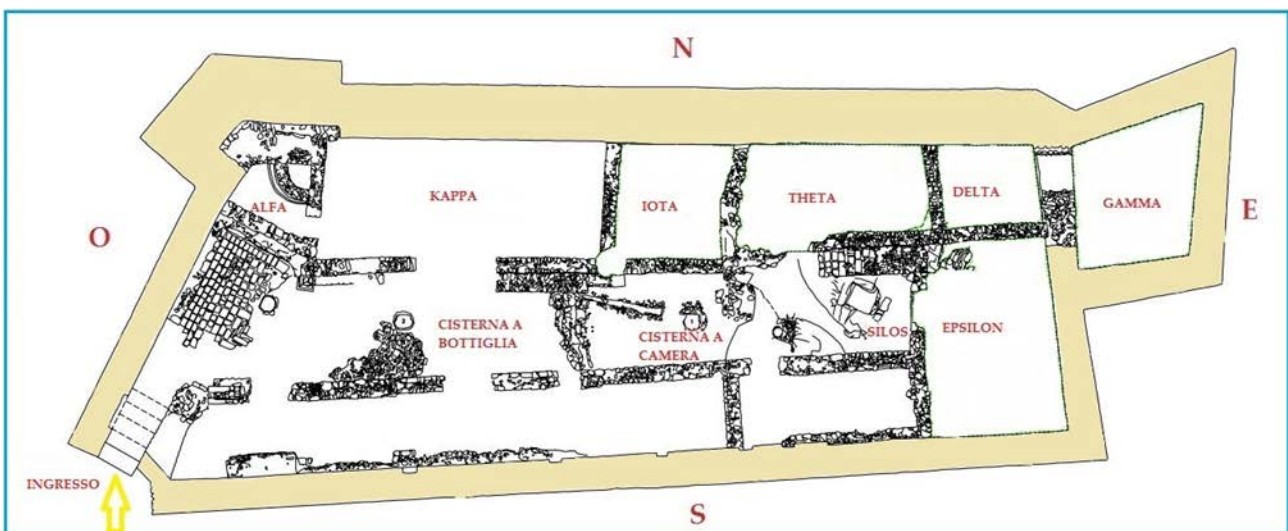 N
KAPPA
IOTA
THETA
DELTA
GAMMA
ALFA
E
O
CISTERNA A
BOTTIGLIA
CISTERNA A
CAMERA
SILOS
EPSILON
INGRESSO
S